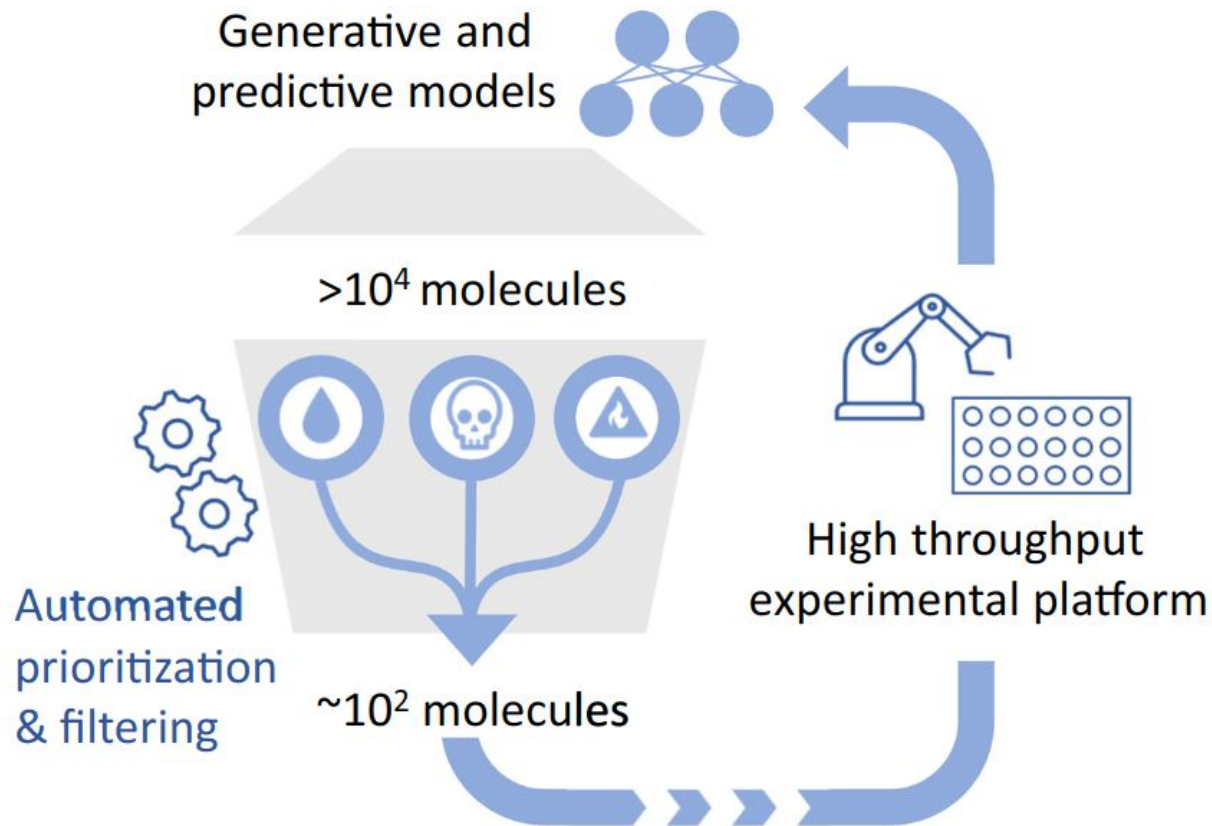 Generative and
predictive models
>10⁴ molecules
Automated
prioritization
& filtering
~10² molecules
High throughput
experimental platform